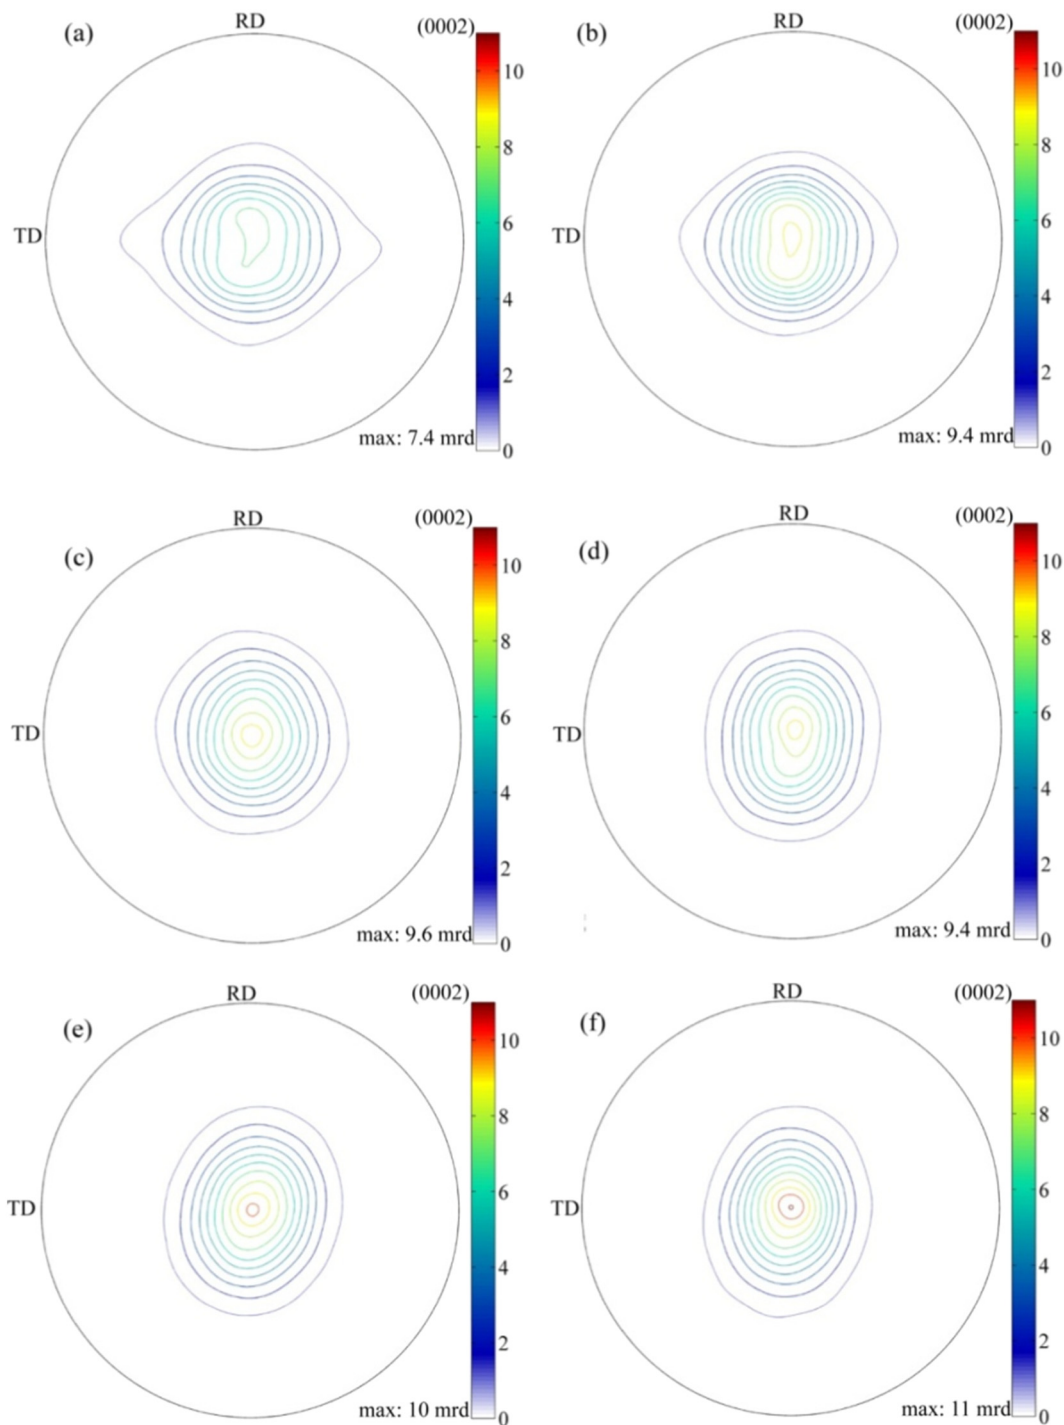 (a) RD (0002)
10
8
TD 6
4
2
max: 7.4 mrd 0
(b) RD (0002)
10
8
TD 6
4
2
max: 9.4 mrd 0
(c) RD (0002)
10
8
TD 6
4
2
max: 9.6 mrd 0
(d) RD (0002)
10
8
TD 6
4
2
max: 9.4 mrd 0
(e) RD (0002)
10
8
TD 6
4
2
max: 10 mrd 0
(f) RD (0002)
10
8
TD 6
4
2
max: 11 mrd 0